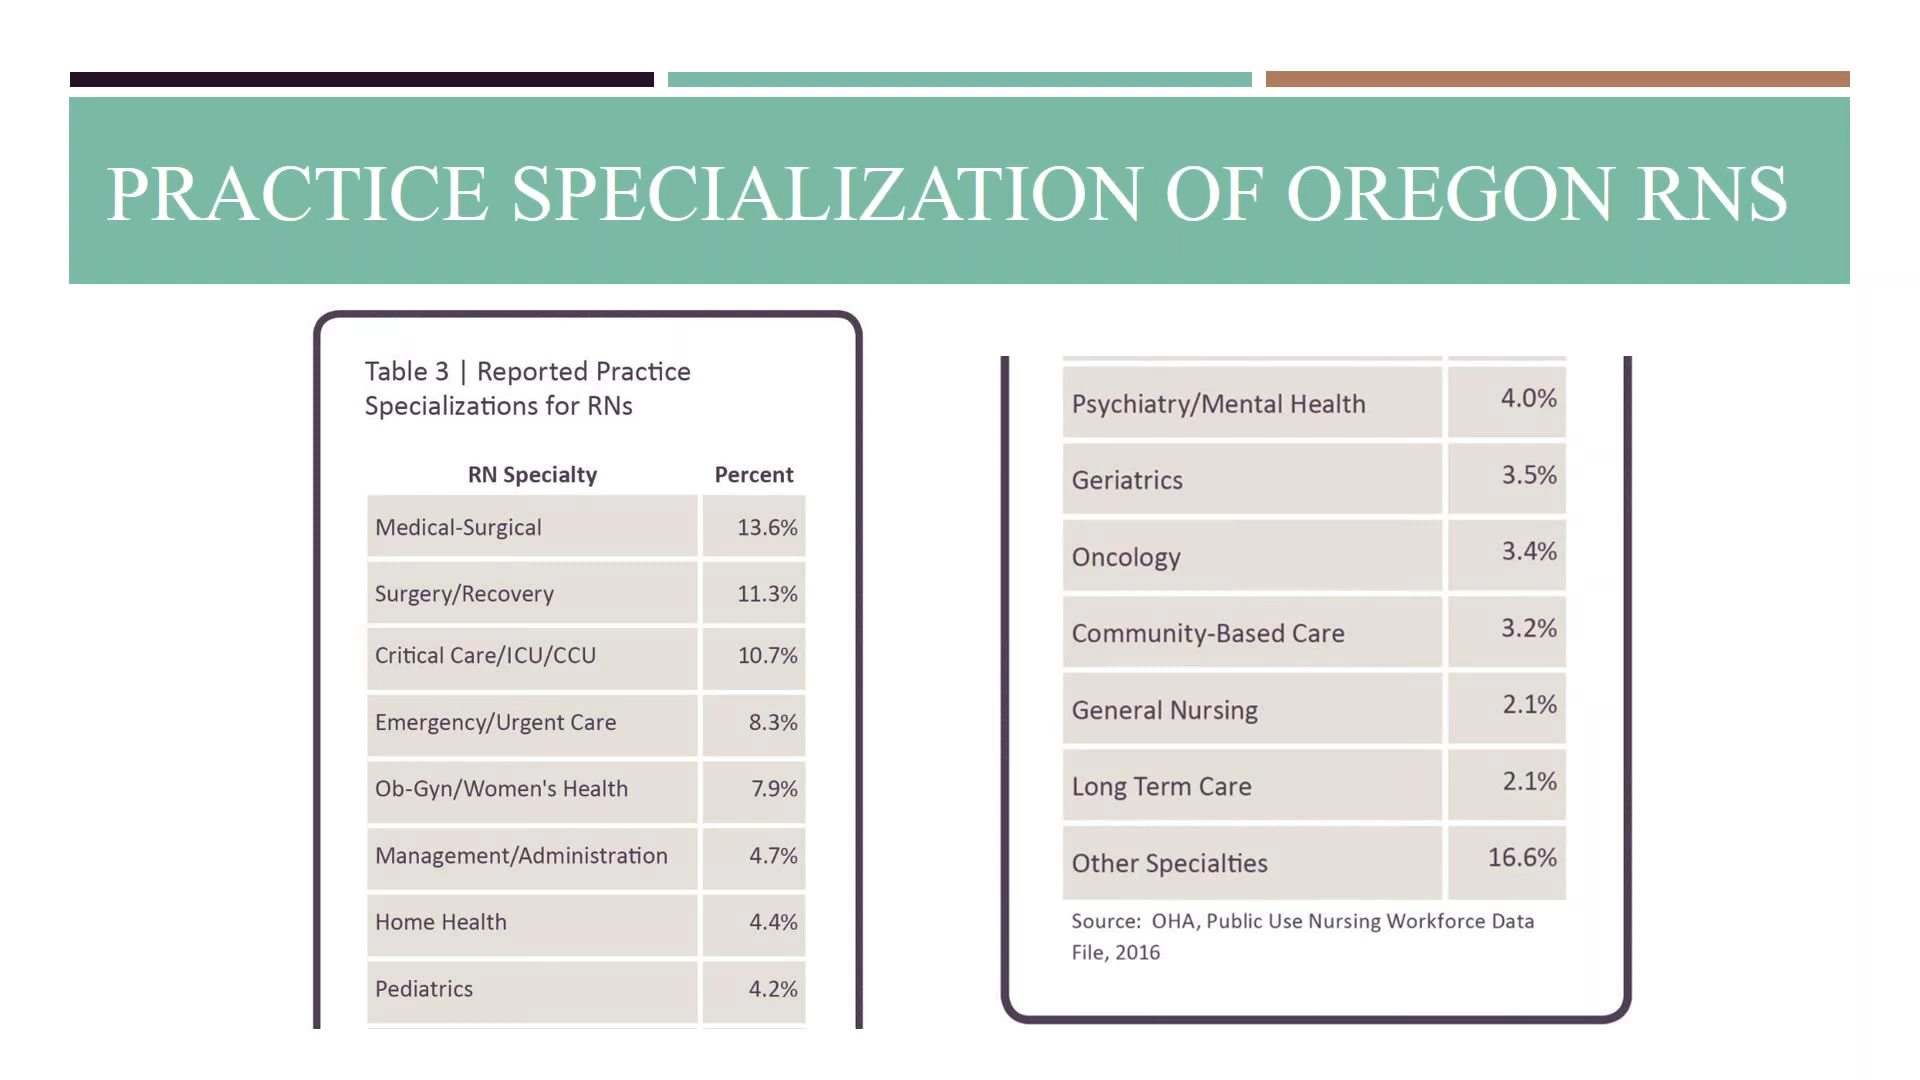 PRACTICE SPECIALIZATION OF OREGON RNS
Table 3 | Reported Practice
Specializations for RNs
RN Specialty Percent
Medical-Surgical 13.6%
Surgery/Recovery 11.3%
Critical Care/ICU/CCU 10.7%
Emergency/Urgent Care 8.3%
Ob-Gyn/Women's Health 7.9%
Management/Administration 4.7%
Home Health 4.4%
Pediatrics 4.2%
Psychiatry/Mental Health 4.0%
Geriatrics 3.5%
Oncology 3.4%
Community-Based Care 3.2%
General Nursing 2.1%
Long Term Care 2.1%
Other Specialties 16.6%
Source: OHA, Public Use Nursing Workforce Data
File, 2016